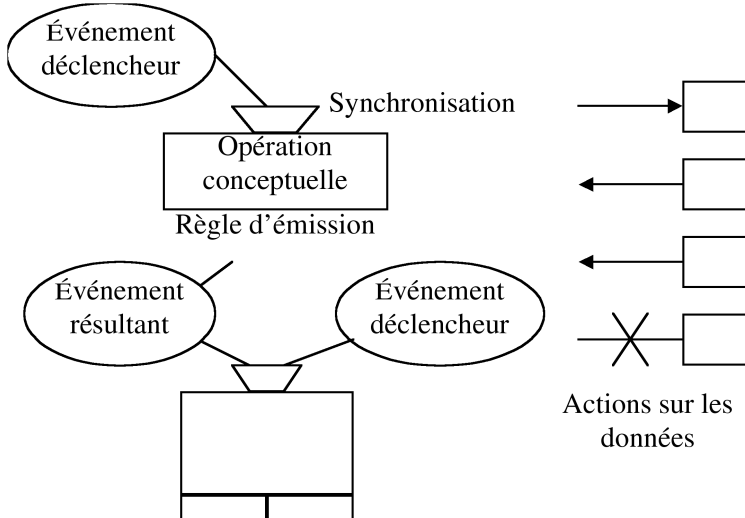 Événement
déclencheur
Synchronisation
Opération
conceptuelle
Règle d’émission
Événement
résultant
Événement
déclencheur
Actions sur les
données